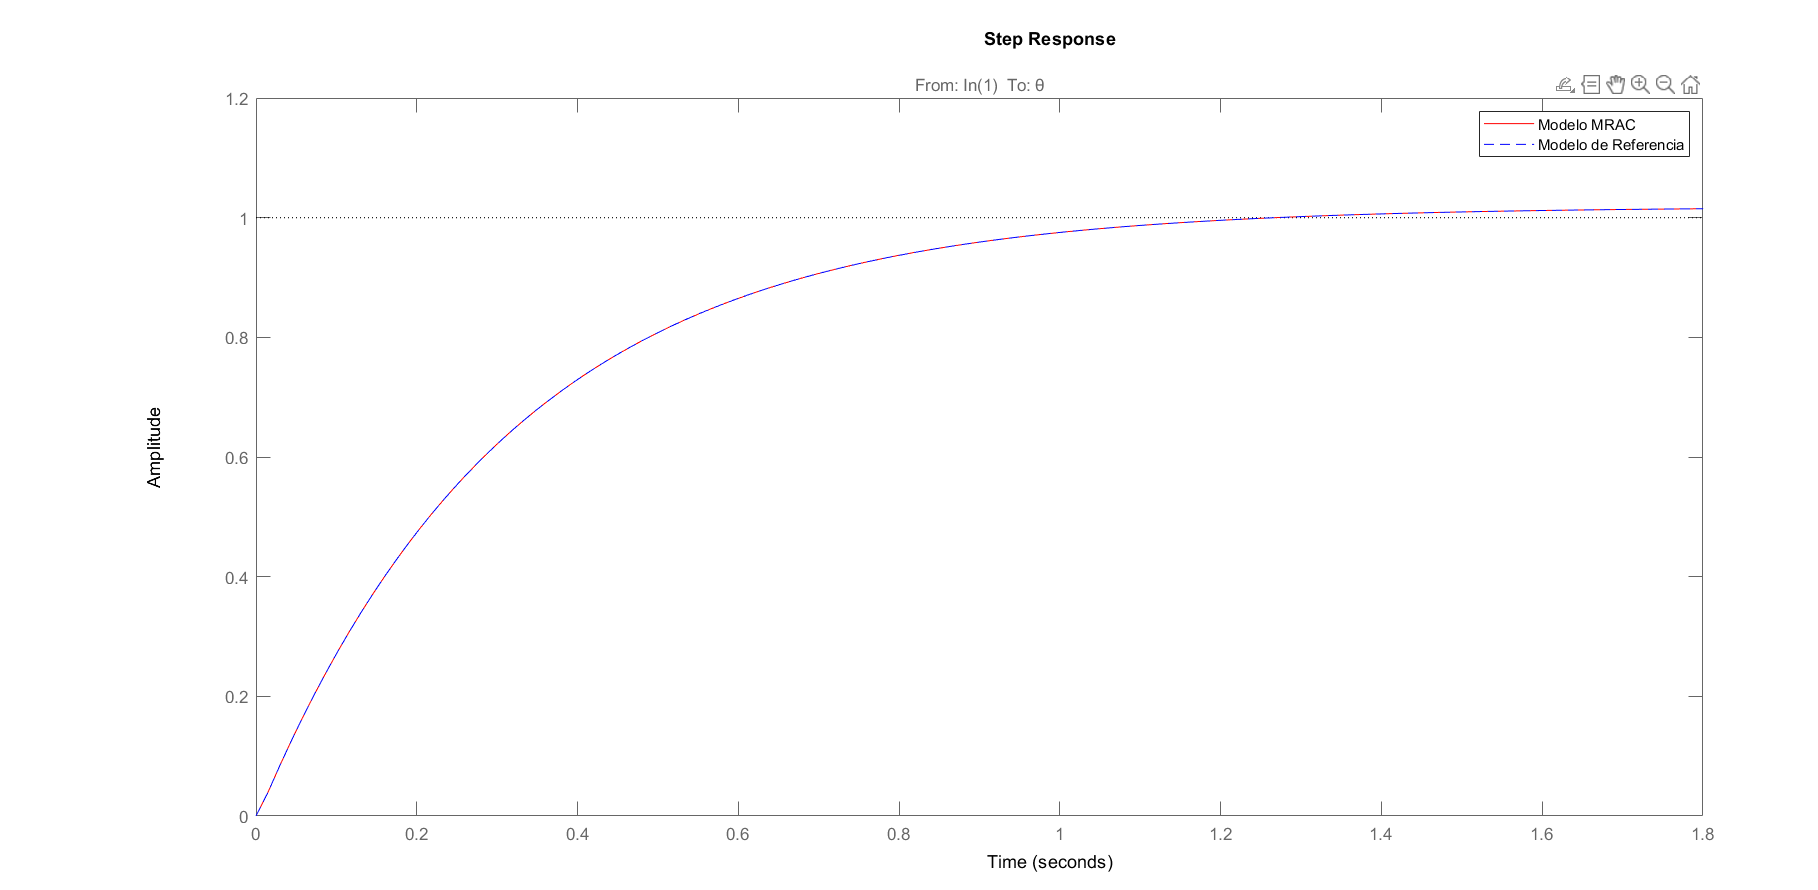 Step Response
From: In(1)  To: θ
Modelo MRAC
Modelo de Referencia
1.2
1
0.8
0.6
0.4
0.2
0
Amplitude
0 0.2 0.4 0.6 0.8 1 1.2 1.4 1.6 1.8
Time (seconds)